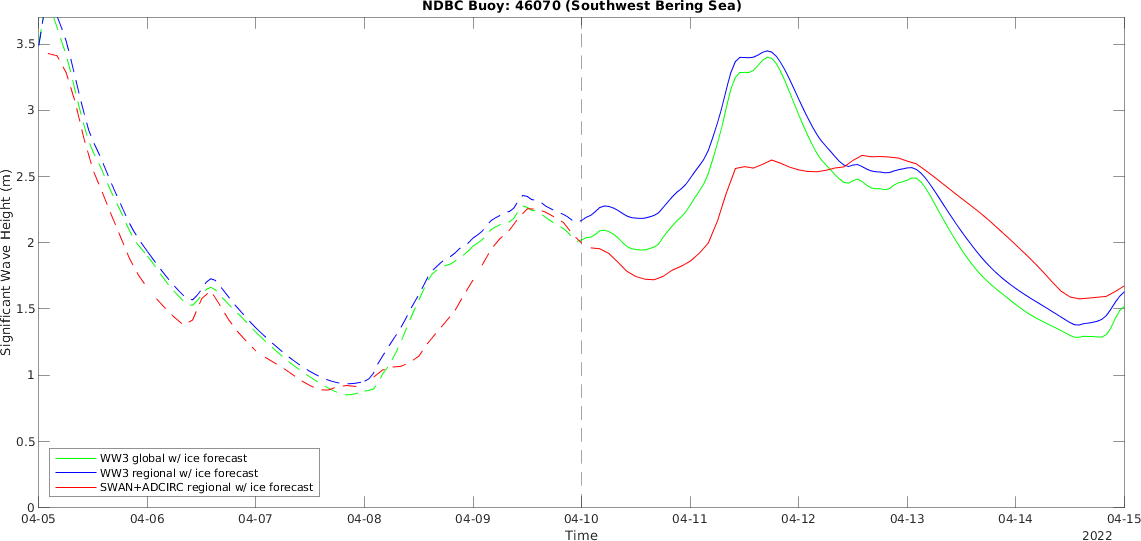 NDBC Buoy: 46070 (Southwest Bering Sea)
Significant Wave Height (m)
3.5
3
2.5
2
1.5
1
0.5
0
WW3 global w/ ice forecast
WW3 regional w/ ice forecast
SWAN+ADCIRC regional w/ ice forecast
04-05 04-06 04-07 04-08 04-09 04-10 04-11 04-12 04-13 04-14 04-15
Time
2022